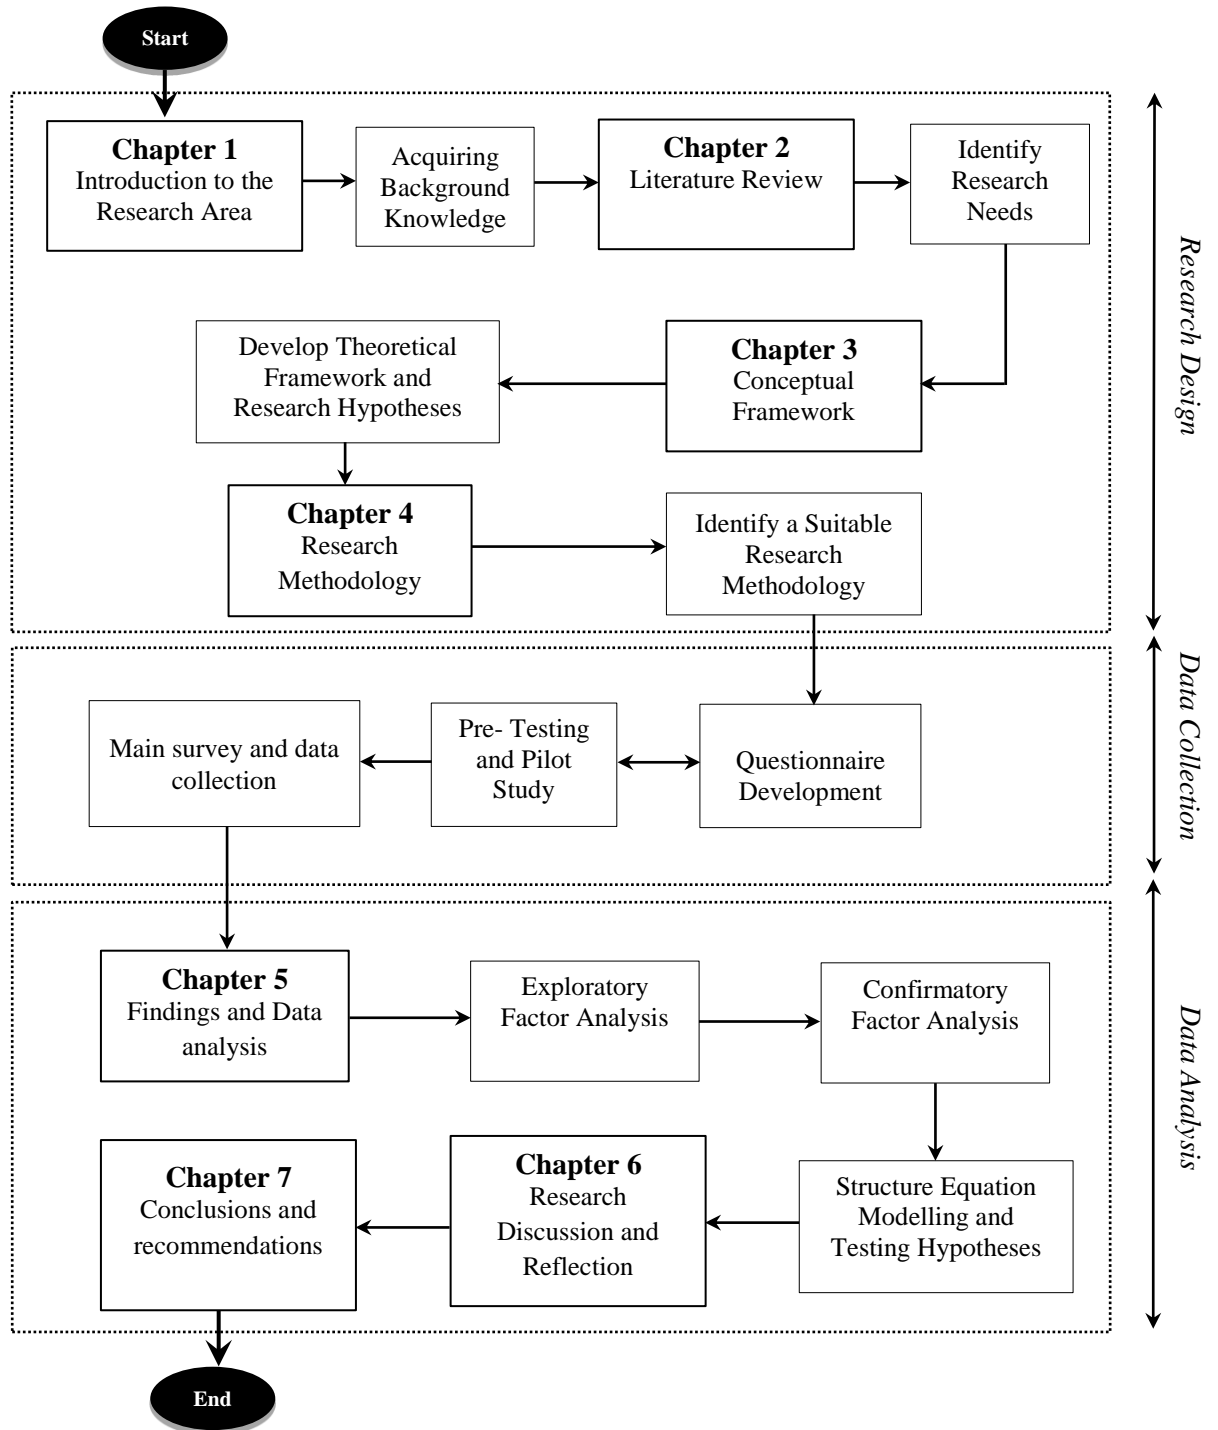 Start
Chapter 1
Introduction to the
Research Area
Acquiring
Background
Knowledge
Chapter 2
Literature Review
Identify
Research
Needs
Develop Theoretical
Framework and
Research Hypotheses
Chapter 3
Conceptual
Framework
Chapter 4
Research
Methodology
Identify a Suitable
Research
Methodology
Research Design
Main survey and data
collection
Pre- Testing
and Pilot
Study
Questionnaire
Development
Data Collection
Chapter 5
Findings and Data
analysis
Exploratory
Factor Analysis
Confirmatory
Factor Analysis
Chapter 7
Conclusions and
recommendations
Chapter 6
Research
Discussion and
Reflection
Structure Equation
Modelling and
Testing Hypotheses
Data Analysis
End